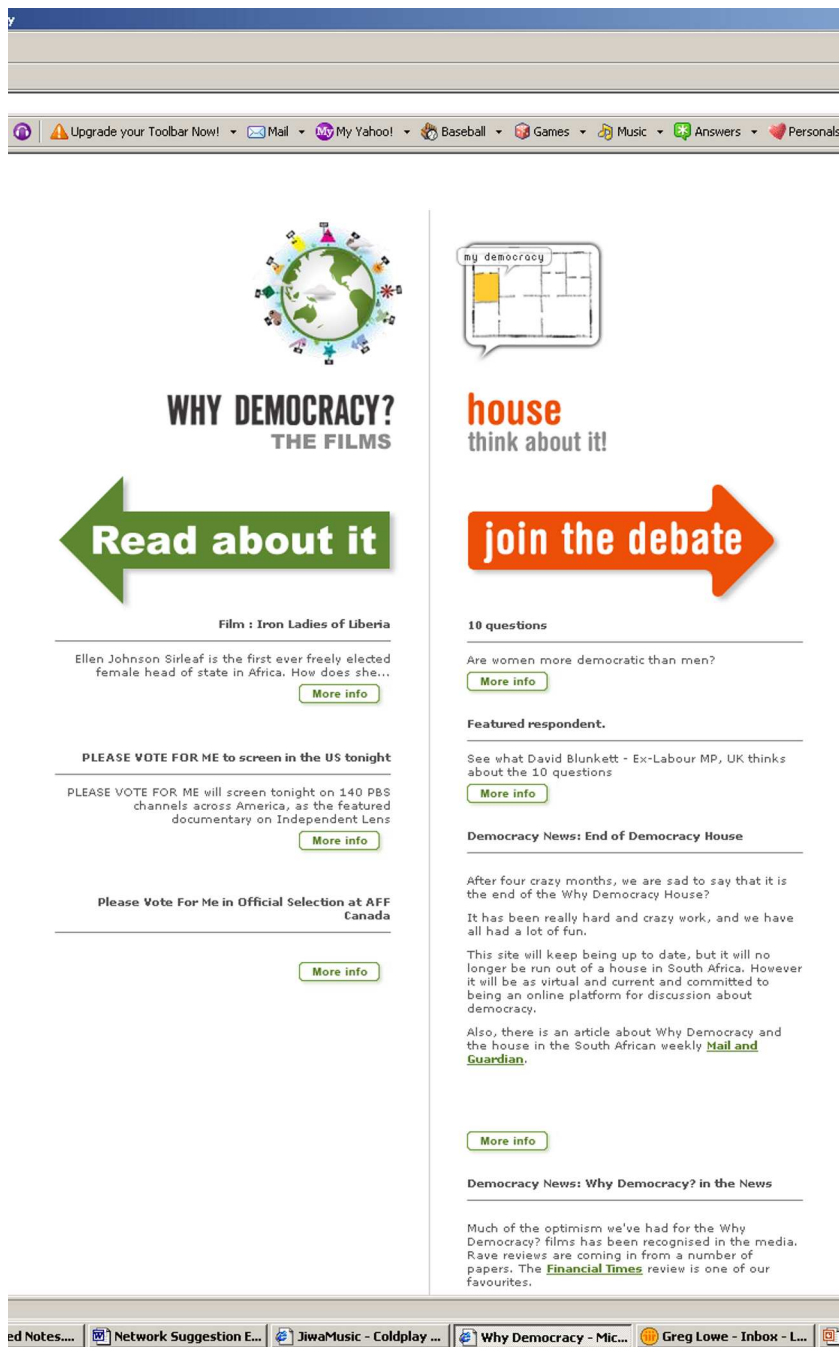 y
Upgrade your Toolbar Now! Mail My Yahoo! Baseball Games Music Answers Personals
WHY DEMOCRACY?
THE FILMS
Read about it
Film : Iron Ladies of Liberia
Ellen Johnson Sirleaf is the first ever freely elected
female head of state in Africa. How does she...
More info
PLEASE VOTE FOR ME to screen in the US tonight
PLEASE VOTE FOR ME will screen tonight on 140 PBS
channels across America, as the featured
documentary on Independent Lens
More info
Please Vote For Me in Official Selection at AFF
Canada
More info
my democracy
house
think about it!
join the debate
10 questions
Are women more democratic than men?
More info
Featured respondent.
See what David Blunkett - Ex-Labour MP, UK thinks
about the 10 questions
More info
Democracy News: End of Democracy House
After four crazy months, we are sad to say that it is
the end of the Why Democracy House?
It has been really hard and crazy work, and we have
all had a lot of fun.
This site will keep being up to date, but it will no
longer be run out of a house in South Africa. However
it will be as virtual and current and committed to
being an online platform for discussion about
democracy.
Also, there is an article about Why Democracy and
the house in the South African weekly Mail and
Guardian.
More info
Democracy News: Why Democracy? in the News
Much of the optimism we've had for the Why
Democracy? films has been recognised in the media.
Rave reviews are coming in from a number of
papers. The Financial Times review is one of our
favourites.
ed Notes.... Network Suggestion E... JiwaMusic - Coldplay ... Why Democracy - Mic... Greg Lowe - Inbox - L...